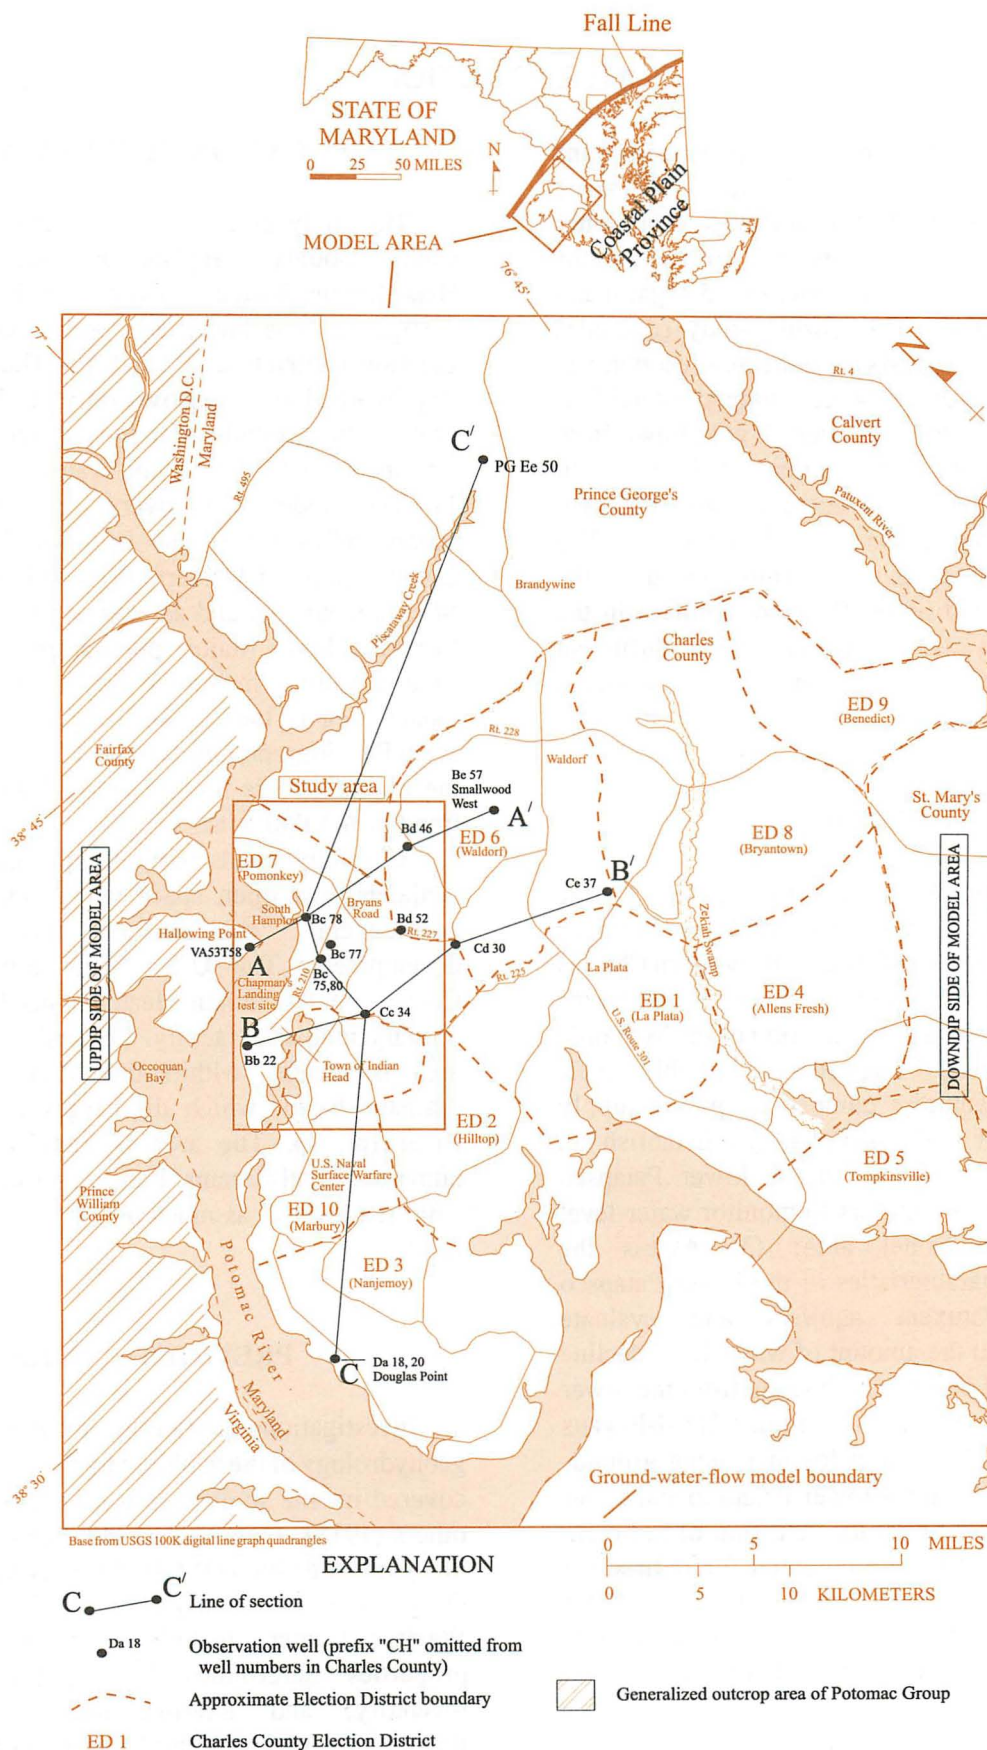 Fall Line
STATE OF
MARYLAND
0 25 50 MILES
N
Coastal Plain
Province
MODEL AREA
76° 45'
77°
N
Rt. 4
Calvert
County
Washington D.C.
Maryland
Rt. 495
C'
PG Ee 50
Prince George's
County
Patuxent River
Brandywine
Piscataway Creek
Charles
County
ED 9
(Benedict)
Fairfax
County
Rt. 228
Waldorf
Study area
Be 57
Smallwood
West
A'
St. Mary's
County
38° 45'
Bd 46
ED 6
(Waldorf)
ED 8
(Bryantown)
ED 7
(Pomonkey)
B'
Ce 37
UPDIP SIDE OF MODEL AREA
DOWNDIP SIDE OF MODEL AREA
South
Hampton
Bryans
Road
Bc 78
Bd 52
Rt. 227
Hallowing Point
VA53T58
A
Bc 77
Cd 30
Zekiah Swamp
Bc
75,80
Rt. 210
Chapman's
Landing
test site
La Plata
Rt. 225
ED 1
(La Plata)
ED 4
(Allens Fresh)
Cc 34
B
Bb 22
U.S. Route 301
Occoquan
Bay
Town of Indian
Head
ED 2
(Hilltop)
ED 5
(Tompkinsville)
U.S. Naval
Surface Warfare
Center
Prince
William
County
ED 10
(Marbury)
ED 3
(Nanjemoy)
Potomac River
Maryland
Virginia
C
Da 18, 20
Douglas Point
38° 30'
Ground-water-flow model boundary
Base from USGS 100K digital line graph quadrangles
0 5 10 MILES
0 5 10 KILOMETERS
EXPLANATION
C C' Line of section
Da 18 Observation well (prefix "CH" omitted from
well numbers in Charles County)
Approximate Election District boundary
Generalized outcrop area of Potomac Group
ED 1 Charles County Election District